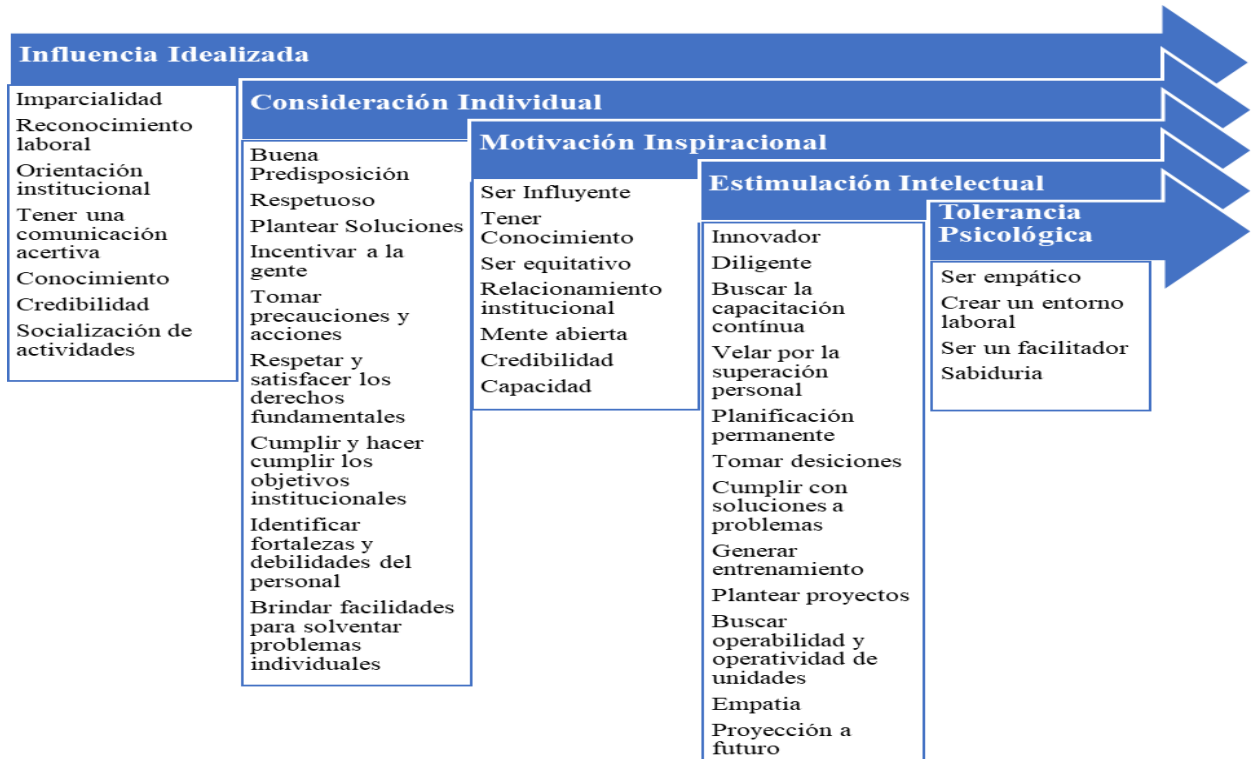 Influencia Idealizada
Imparcialidad
Reconocimiento
laboral
Orientación
institucional
Tener una
comunicación
acertiva
Conocimiento
Credibilidad
Socialización de
actividades
Consideración Individual
Buena
Predisposición
Respetuoso
Plantear Soluciones
Incentivar a la
gente
Tomar
precauciones y
acciones
Respetar y
satisfacer los
derechos
fundamentales
Cumplir y hacer
cumplir los
objetivos
institucionales
Identificar
fortalezas y
debilidades del
personal
Brindar facilidades
para solventar
problemas
individuales
Motivación Inspiracional
Ser Influyente
Tener
Conocimiento
Ser equitativo
Relacionamiento
institucional
Mente abierta
Credibilidad
Capacidad
Estimulación Intelectual
Innovador
Diligente
Buscar la
capacitación
contínua
Velar por la
superación
personal
Planificación
permanente
Tomar desiciones
Cumplir con
soluciones a
problemas
Generar
entrenamiento
Plantear proyectos
Buscar
operabilidad y
operatividad de
unidades
Empatia
Proyección a
futuro
Tolerancia
Psicológica
Ser empático
Crear un entorno
laboral
Ser un facilitador
Sabiduria